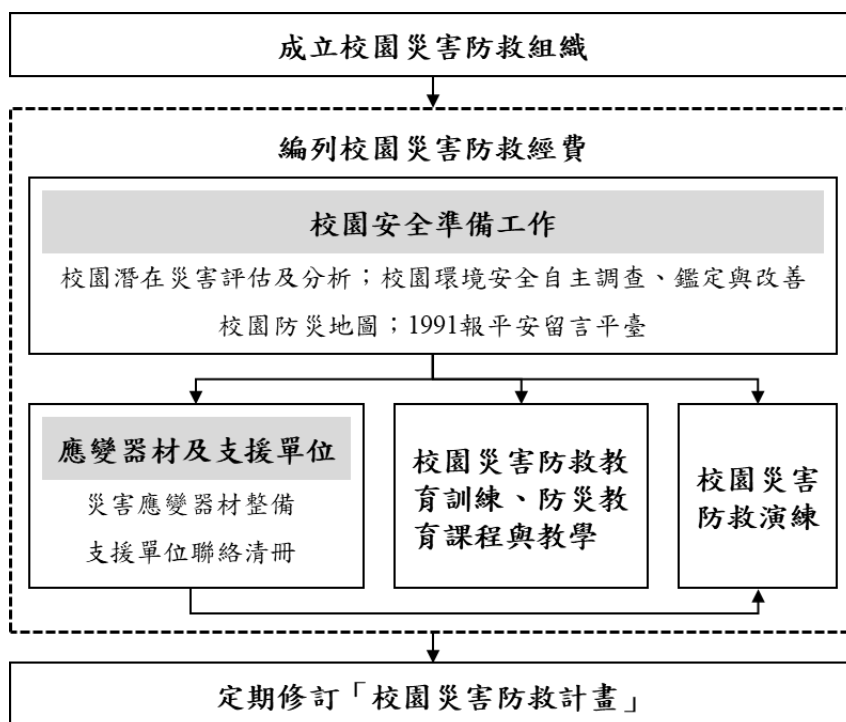 成立校園災害防救組織
編列校園災害防救經費
校園安全準備工作
校園潛在災害評估及分析；校園環境安全自主調查、鑑定與改善
校園防災地圖；1991報平安留言平臺
應變器材及支援單位
災害應變器材整備
支援單位聯絡清冊
校園災害防救教
育訓練、防災教
育課程與教學
校園災害
防救演練
定期修訂「校園災害防救計畫」